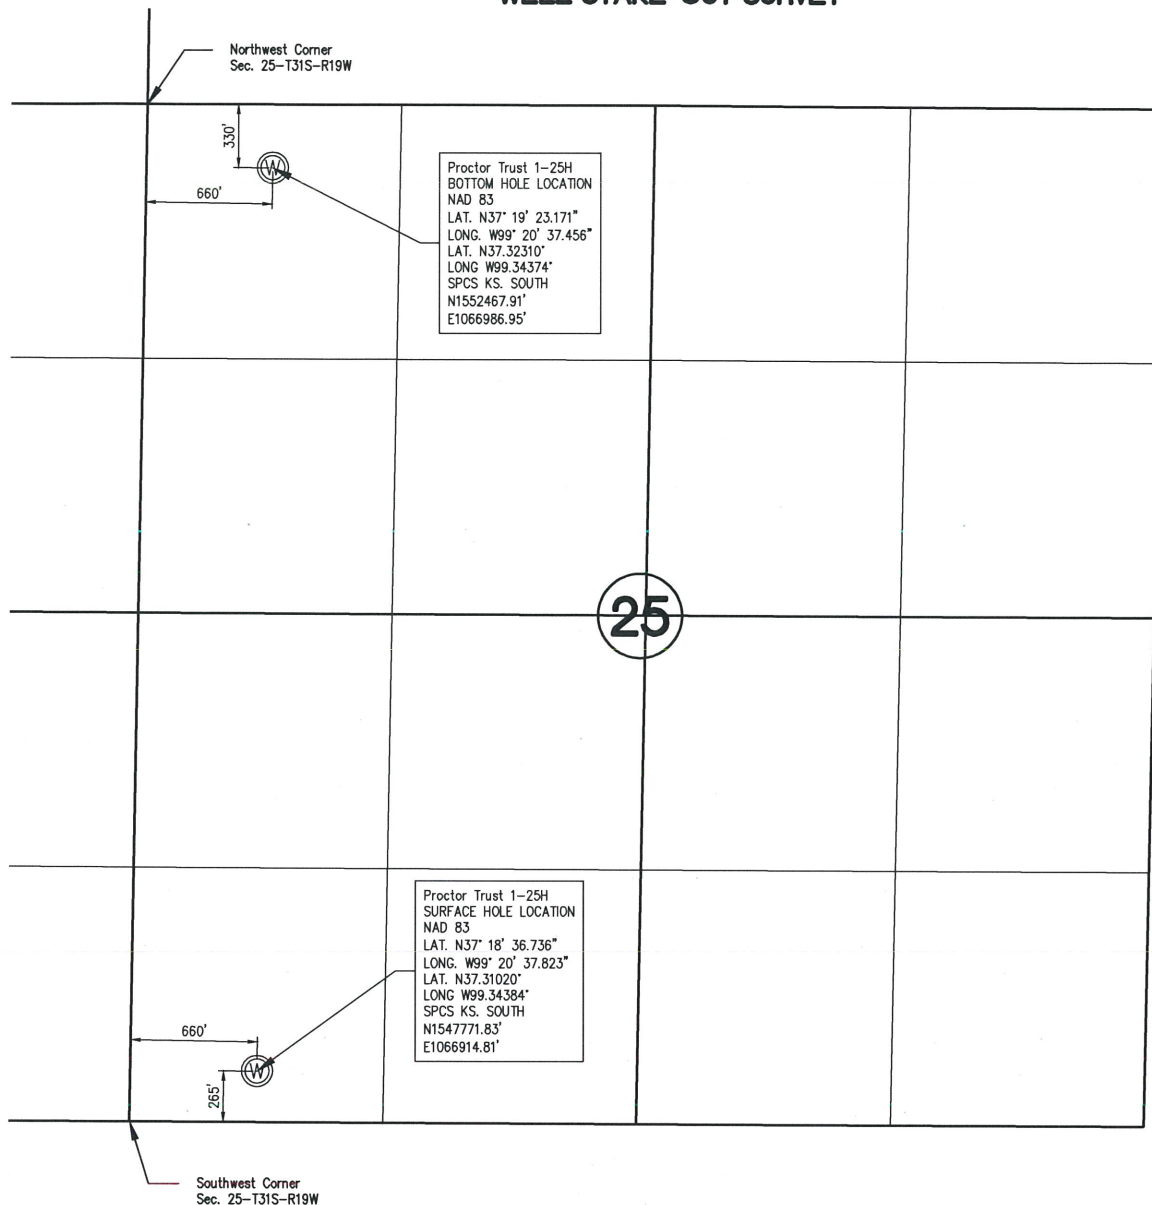 WELL STAKE-OUT SURVEY
Northwest Corner
Sec. 25-T31S-R19W
330'
660'
Proctor Trust 1-25H
BOTTOM HOLE LOCATION
NAD 83
LAT. N37° 19' 23.171"
LONG. W99° 20' 37.456"
LAT. N37.32310°
LONG W99.34374°
SPCS KS. SOUTH
N1552467.91'
E1066986.95'
W
25
Proctor Trust 1-25H
SURFACE HOLE LOCATION
NAD 83
LAT. N37° 18' 36.736"
LONG. W99° 20' 37.823"
LAT. N37.31020°
LONG W99.34384°
SPCS KS. SOUTH
N1547771.83'
E1066914.81'
660'
W
265'
Southwest Corner
Sec. 25-T31S-R19W